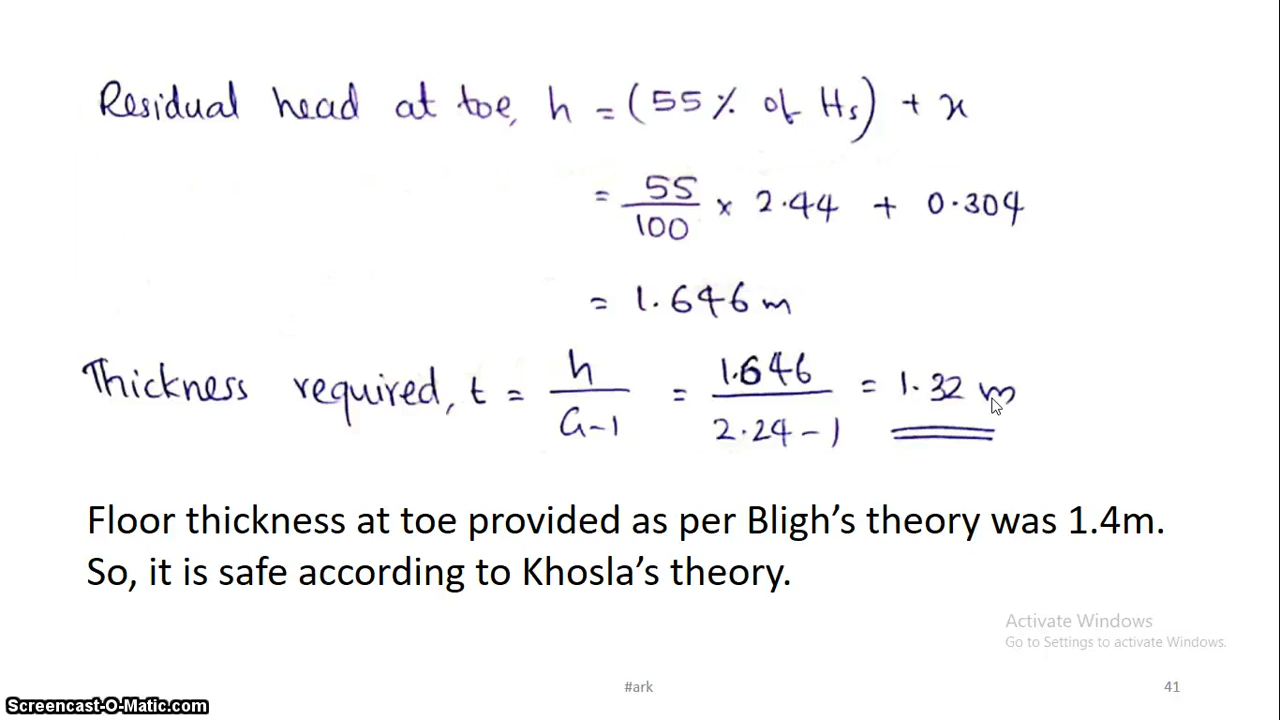 Residual head at toe, h = (55% of Hs) + x
= 55/100 × 2.44 + 0.304
= 1.646 m
Thickness required, t = h/G-1 = 1.646/2.24-1 = 1.32 m
Floor thickness at toe provided as per Bligh’s theory was 1.4m.
So, it is safe according to Khosla’s theory.
Activate Windows
Go to Settings to activate Windows.
#ark
41
Screencast-O-Matic.com